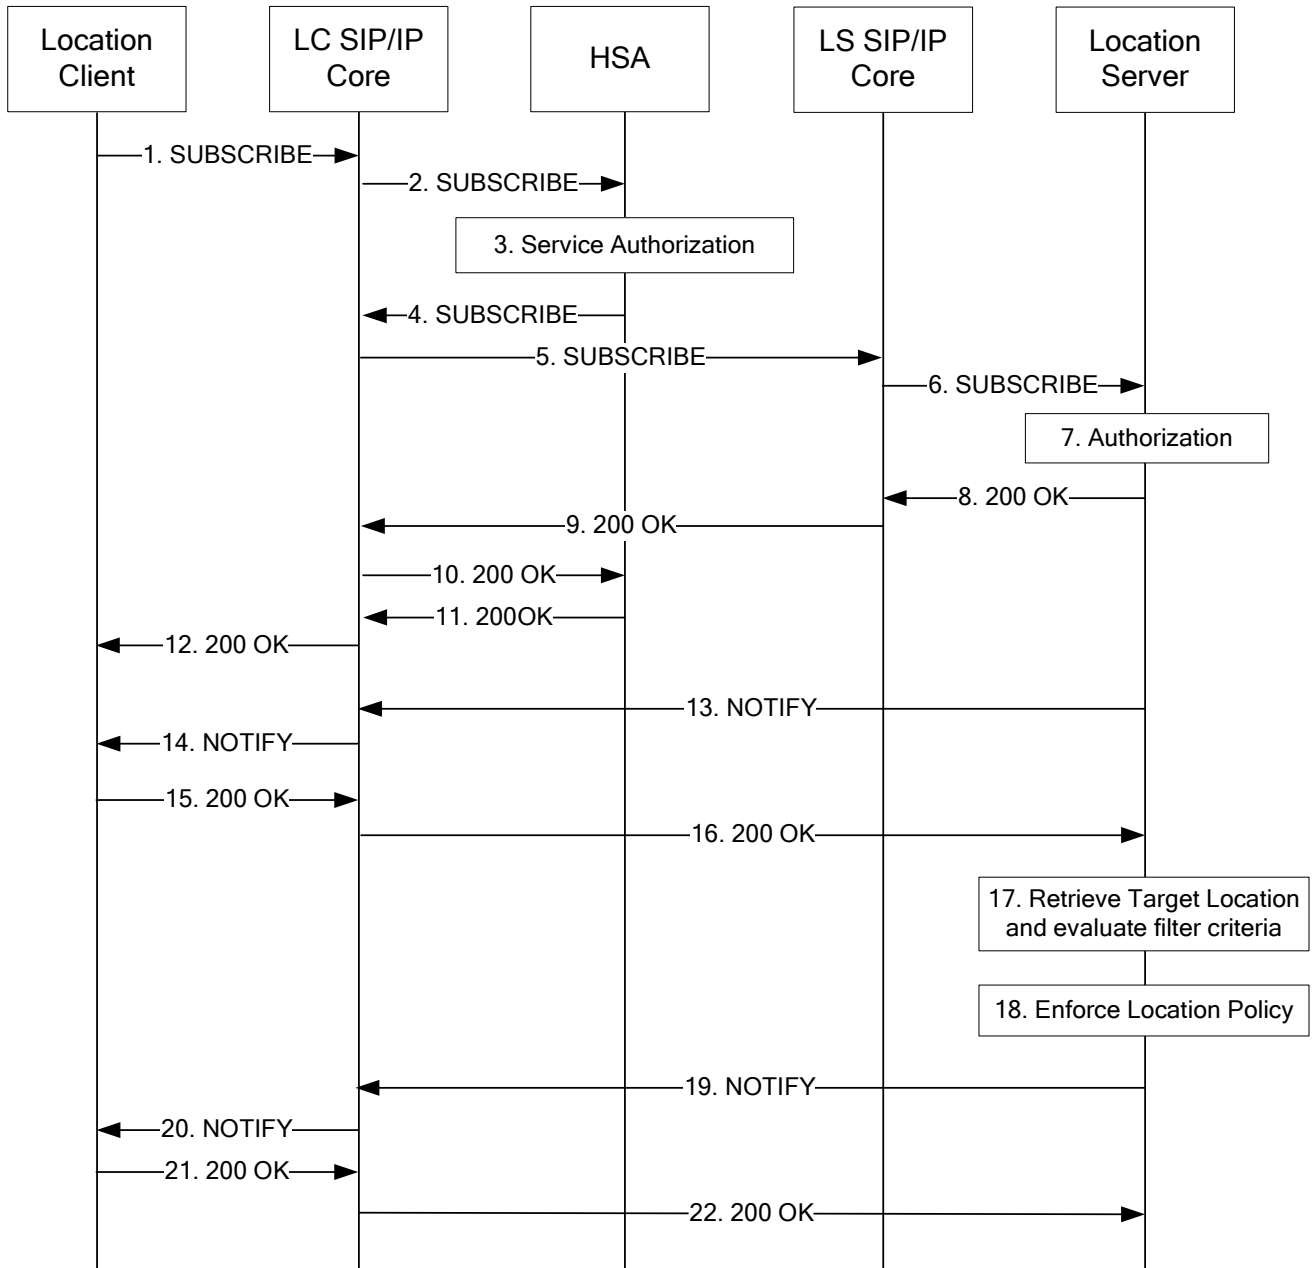 Location
Client
LC SIP/IP
Core
HSA
LS SIP/IP
Core
Location
Server
1. SUBSCRIBE
2. SUBSCRIBE
3. Service Authorization
4. SUBSCRIBE
5. SUBSCRIBE
6. SUBSCRIBE
7. Authorization
8. 200 OK
9. 200 OK
10. 200 OK
11. 200OK
12. 200 OK
13. NOTIFY
14. NOTIFY
15. 200 OK
16. 200 OK
17. Retrieve Target Location
and evaluate filter criteria
18. Enforce Location Policy
19. NOTIFY
20. NOTIFY
21. 200 OK
22. 200 OK